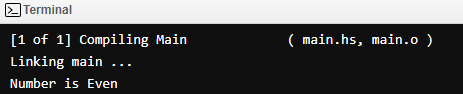 Terminal
[1 of 1] Compiling Main             ( main.hs, main.o )
Linking main ...
Number is Even